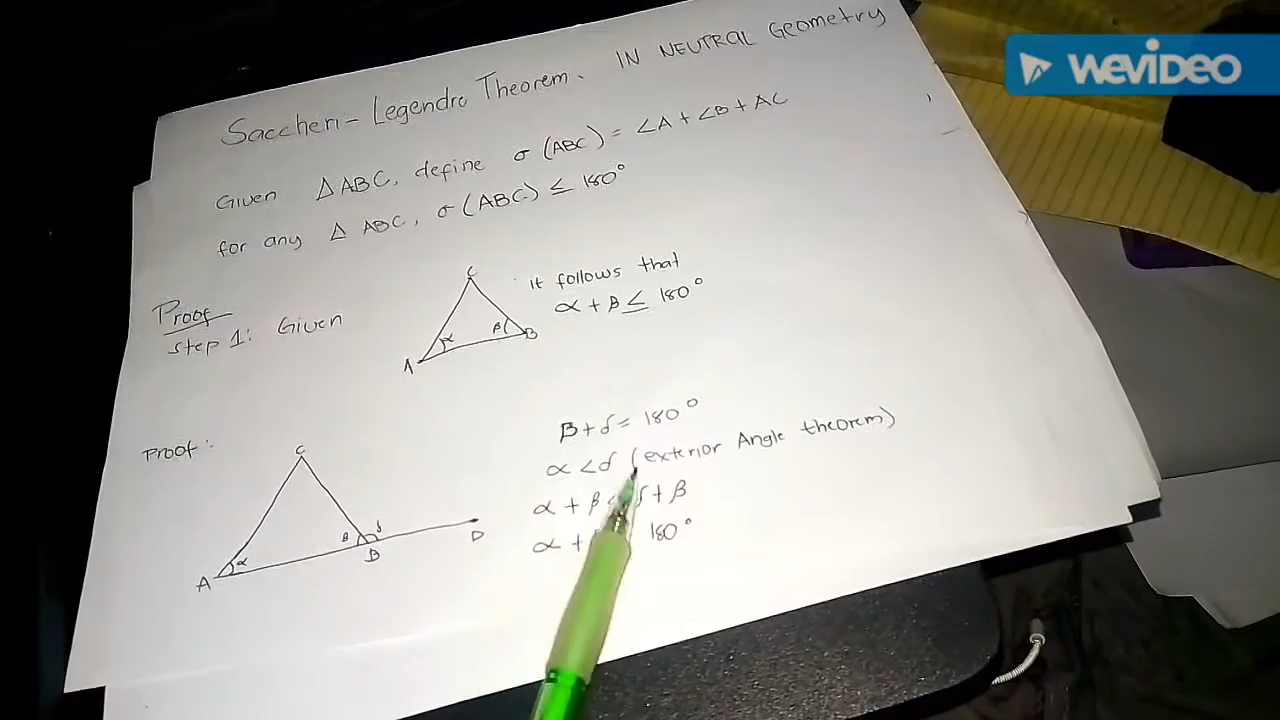 Saccheri - Legendre Theorem. IN NEUTRAL Geometry
Given △ABC, define σ(ABC) = ∠A + ∠B + AC
for any △ ABC, σ(ABC) ≤ 180°
Proof
step 1: Given
C
A
α
β
B
it follows that
α + β ≤ 180°
Proof:
C
A
α
β
δ
B
D
β + δ = 180°
α < δ (exterior Angle theorem)
α + β < δ + β
α + 180°
WEVIDEO